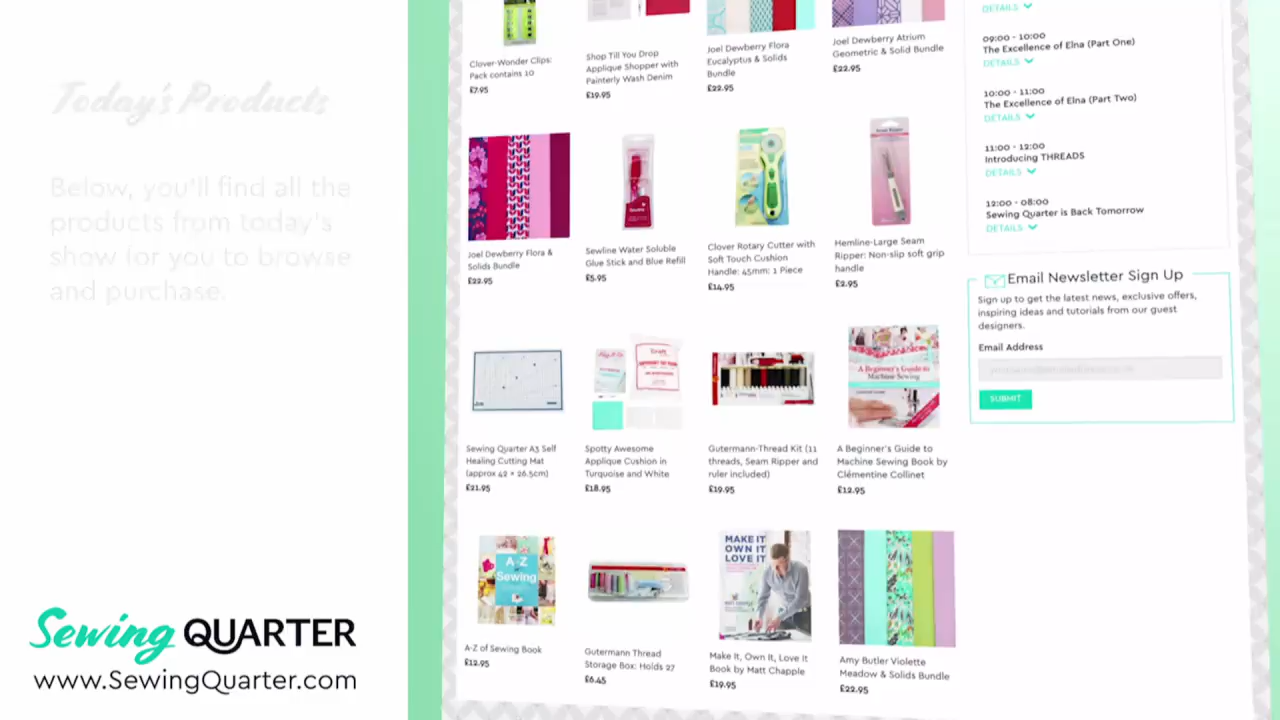 Today's Products
Below, you'll find all the
products from today's
show for you to browse
and purchase.
Sewing QUARTER
www.SewingQuarter.com
Clover-Wonder Clips:
Pack contains 10
£7.95
Shop Till You Drop
Applique Shopper with
Painterly Wash Denim
£19.95
Joel Dewberry Flora
Eucalyptus & Solids
Bundle
£22.95
Joel Dewberry Atrium
Geometric & Solid Bundle
£22.95
Joel Dewberry Flora &
Solids Bundle
£22.95
Sewline Water Soluble
Glue Stick and Blue Refill
£5.95
Clover Rotary Cutter with
Soft Touch Cushion
Handle: 45mm: 1 Piece
£14.95
Hemline-Large Seam
Ripper: Non-slip soft grip
handle
£2.95
A Beginner's Guide to
Machine Sewing
Sewing Quarter A3 Self
Healing Cutting Mat
(approx 42 × 26.5cm)
£21.95
Spotty Awesome
Applique Cushion in
Turquoise and White
£18.95
Gutermann-Thread Kit (11
threads, Seam Ripper and
ruler included)
£19.95
A Beginner's Guide to
Machine Sewing Book by
Clémentine Collinet
£12.95
A-Z
Sewing
MAKE IT
OWN IT
LOVE IT
A-Z of Sewing Book
£12.95
Gutermann Thread
Storage Box: Holds 27
£6.45
Make It, Own It, Love It
Book by Matt Chapple
£19.95
Amy Butler Violette
Meadow & Solids Bundle
£22.95
DETAILS
09:00 - 10:00
The Excellence of Elna (Part One)
DETAILS
10:00 - 11:00
The Excellence of Elna (Part Two)
DETAILS
11:00 - 12:00
Introducing THREADS
DETAILS
12:00 - 08:00
Sewing Quarter is Back Tomorrow
DETAILS
Email Newsletter Sign Up
Sign up to get the latest news, exclusive offers,
inspiring ideas and tutorials from our guest
designers.
Email Address
SUBMIT